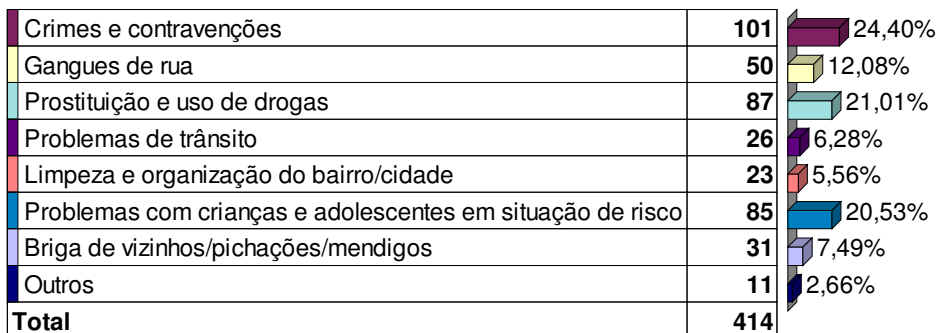 Crimes e contravenções 101 24,40%
Gangues de rua 50 12,08%
Prostituição e uso de drogas 87 21,01%
Problemas de trânsito 26 6,28%
Limpeza e organização do bairro/cidade 23 5,56%
Problemas com crianças e adolescentes em situação de risco 85 20,53%
Briga de vizinhos/pichações/mendigos 31 7,49%
Outros 11 2,66%
Total 414